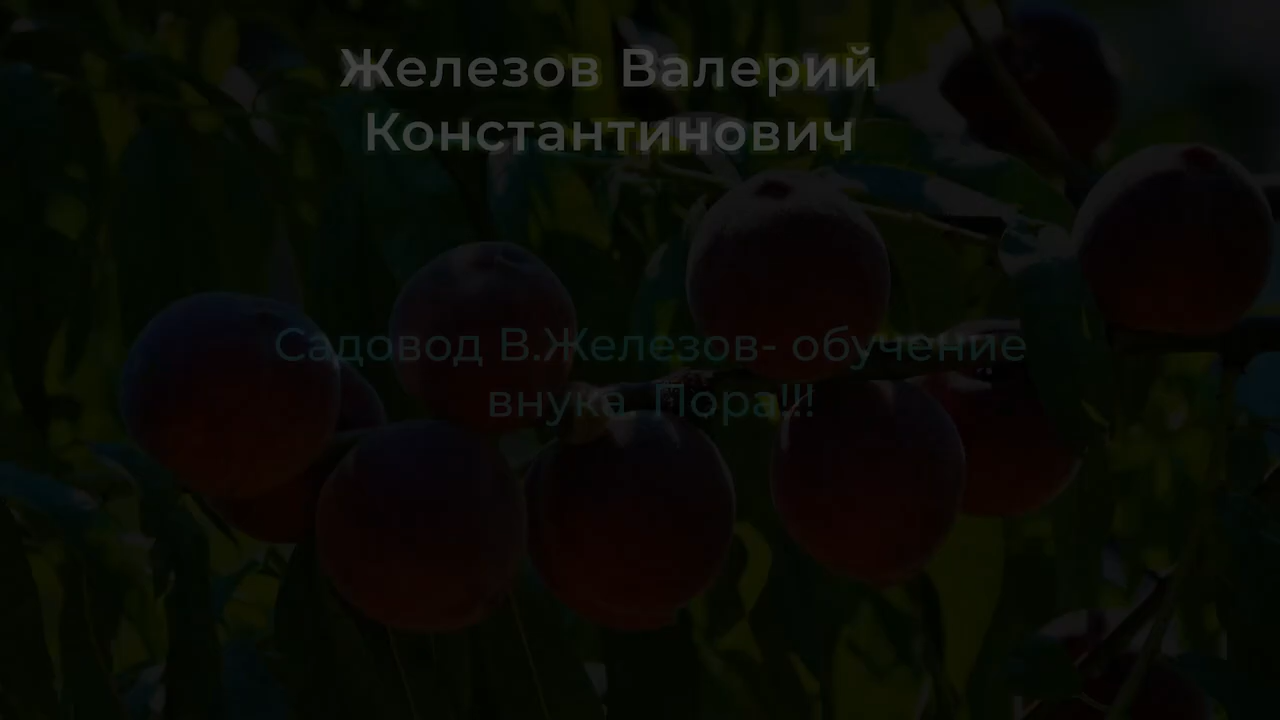 Железов Валерий
Константинович
Садовод В.Железов- обучение
внука. Пора!!!